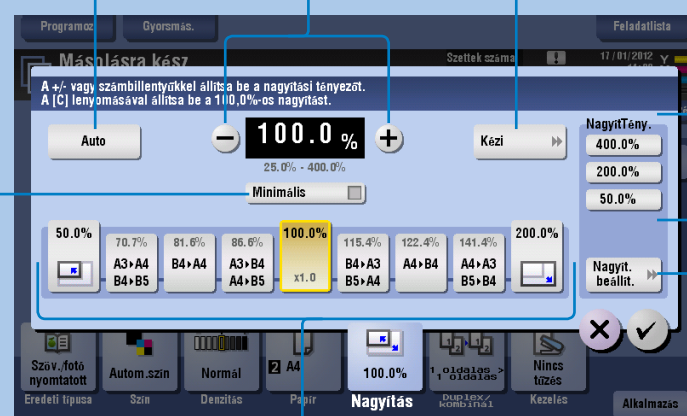 Programoz
Gyorsmás.
Feladatlista
Másolásra kész
Szettek száma
17/01/2012
A +/- vagy számbillentyűkkel állítsa be a nagyítási tényezőt.
A [C] lenyomásával állítsa be a 100,0%-os nagyítást.
Auto
100.0 %
Kézi
25.0% - 400.0%
Minimális
NagyítTény.
400.0%
200.0%
50.0%
50.0%
70.7%
A3▸A4
B4▸B5
81.6%
B4▸A4
86.6%
A3▸B4
A4▸B5
100.0%
x1.0
115.4%
B4▸A3
B5▸A4
122.4%
A4▸B4
141.4%
A4▸A3
B5▸B4
200.0%
Nagyít.
beállít.
Szöv./fotó
nyomtatott
Eredeti típusa
Autom.szín
Szín
Normál
Denzitás
2 A4
Papír
100.0%
Nagyítás
1 oldalas >
1 oldalas
Duplex/
Kombinál
Nincs
tűzés
Kezelés
Alkalmazás